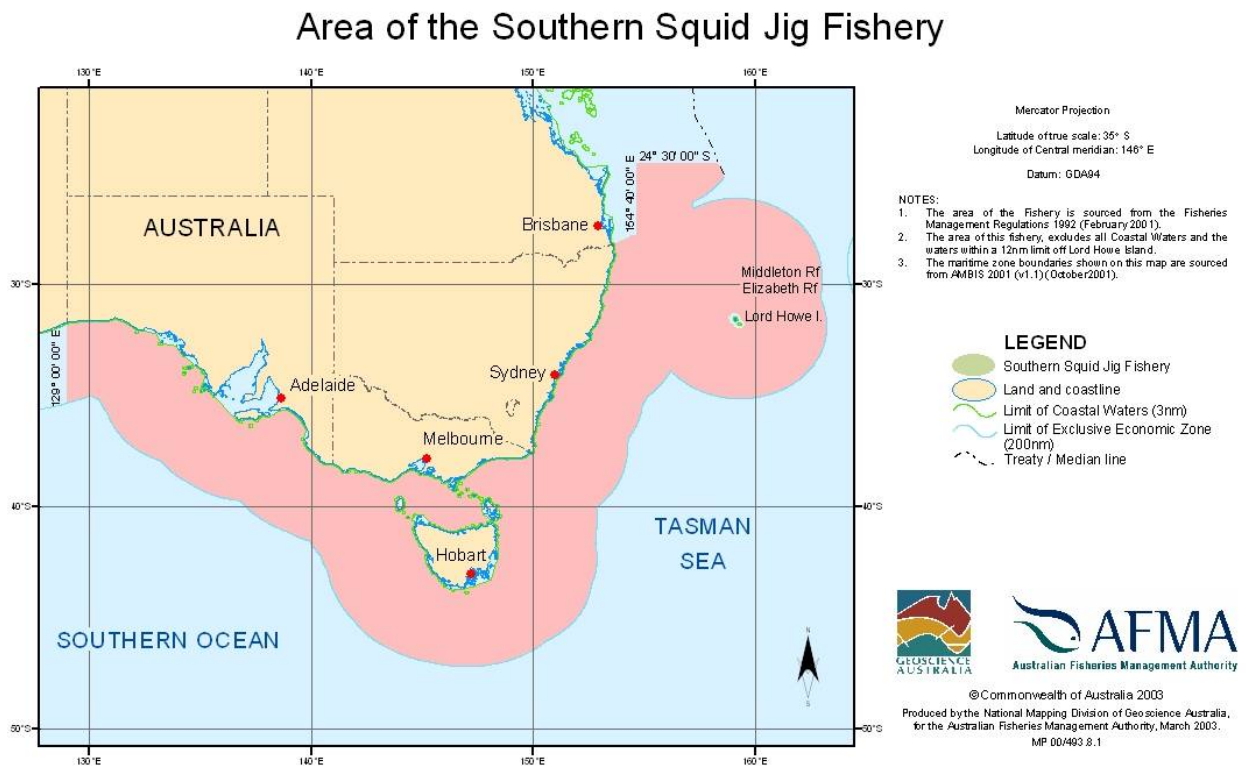 Area of the Southern Squid Jig Fishery
130°E
140°E
150°E
160°E
24° 30' 00" S
154° 40' 00" E
AUSTRALIA
Brisbane
Middleton Rf
Elizabeth Rf
Lord Howe I.
30°S
30°S
129° 00' 00" E
Adelaide
Sydney
Melbourne
40°S
40°S
Hobart
TASMAN
SEA
SOUTHERN OCEAN
N
S
50°S
50°S
130°E
140°E
150°E
160°E
Mercator Projection
Latitude of true scale: 35° S
Longitude of Central meridian: 146° E
Datum: GDA94
NOTES:
1. The area of the Fishery is sourced from the Fisheries
Management Regulations 1992 (February 2001).
2. The area of this fishery, excludes all Coastal Waters and the
waters within a 12nm limit off Lord Howe Island.
3. The maritime zone boundaries shown on this map are sourced
from AMBIS 2001 (v1.1) (October 2001).
LEGEND
Southern Squid Jig Fishery
Land and coastline
Limit of Coastal Waters (3nm)
Limit of Exclusive Economic Zone
(200nm)
Treaty / Median line
GEOSCIENCE
AUSTRALIA
AFMA
Australian Fisheries Management Authority
© Commonwealth of Australia 2003
Produced by the National Mapping Division of Geoscience Australia,
for the Australian Fisheries Management Authority, March 2003.
MP 00/493.8.1